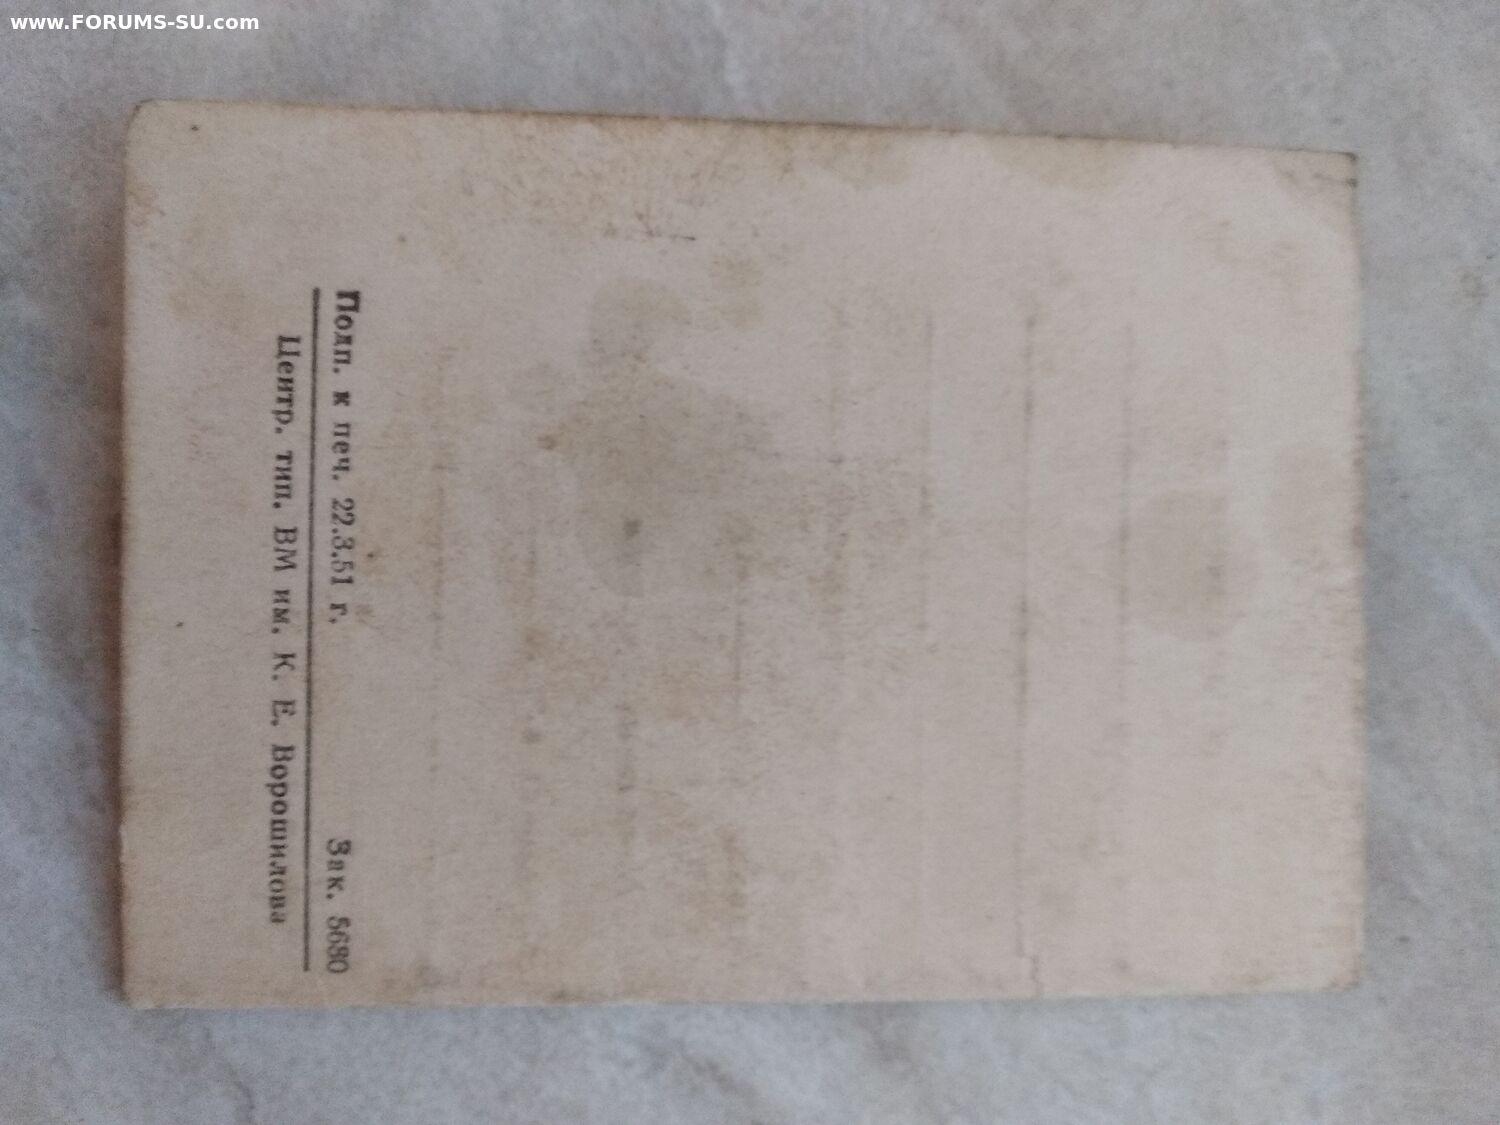 www.FORUMS-SU.com
Подп. к печ. 22.3.51 г. Зак. 5680
Центр. тип. ВМ им. К. Е. Ворошилова